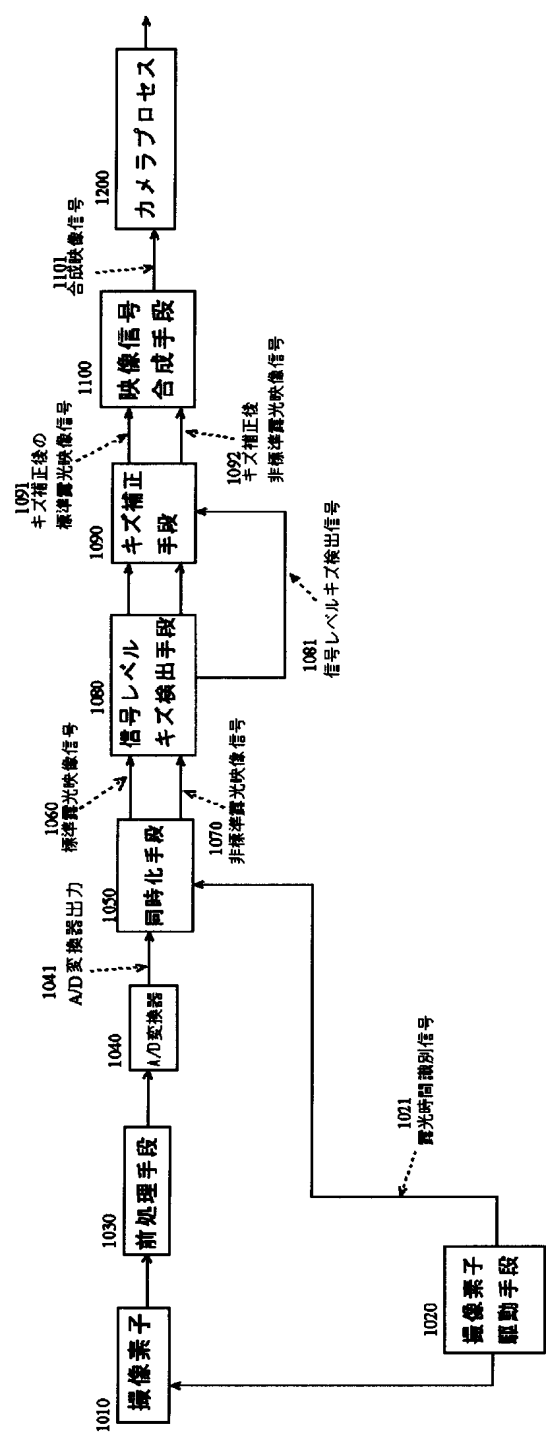 1010
撮像素子
1030
前処理手段
1040
A/D変換器
1041
A/D変換器出力
1050
同時化手段
1060
標準露光映像信号
1070
非標準露光映像信号
1080
信号レベル
キズ検出手段
1081
信号レベルキズ検出信号
1090
キズ補正
手段
1091
キズ補正後の
標準露光映像信号
1092
キズ補正後
非標準露光映像信号
1100
映像信号
合成手段
1101
合成映像信号
1200
カメラプロセス
1020
撮像素子
駆動手段
1021
露光時間識別信号